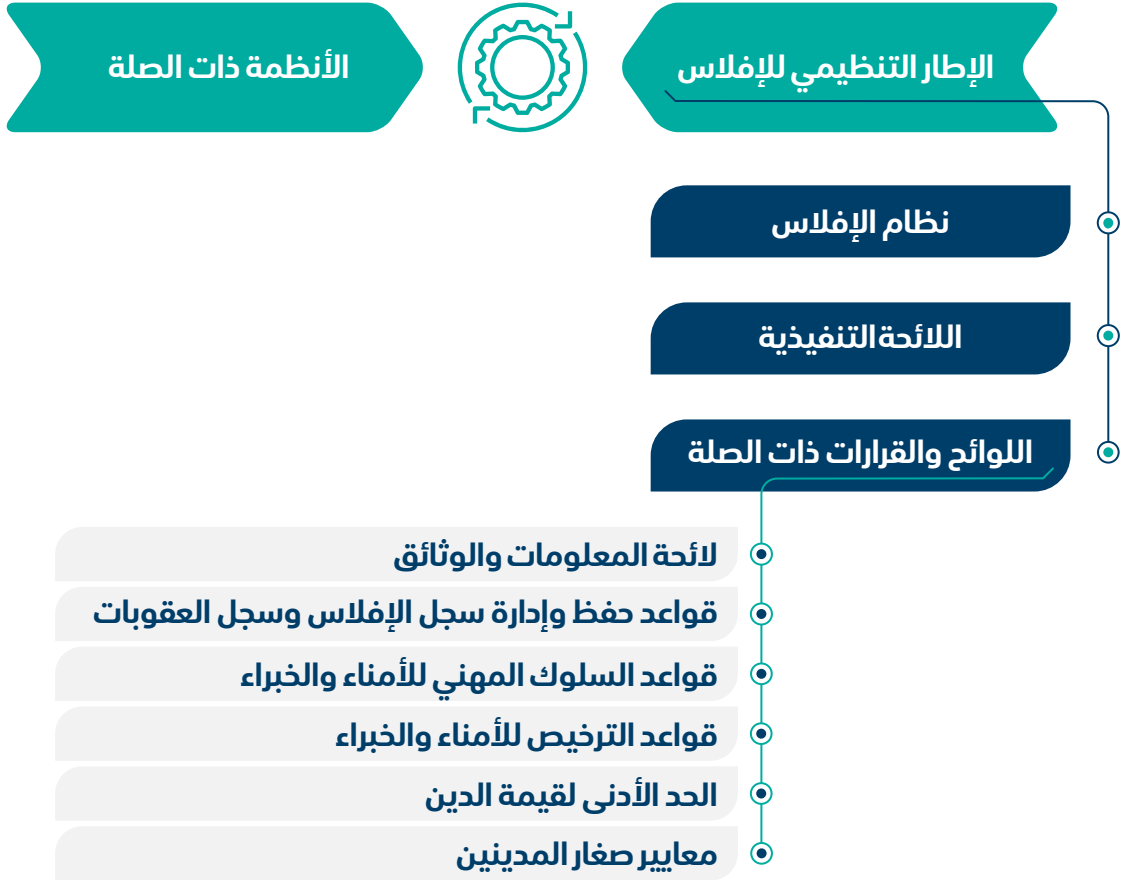 الإطار التنظيمي للإفلاس
الأنظمة ذات الصلة
نظام الإفلاس
اللائحة التنفيذية
اللوائح والقرارات ذات الصلة
لائحة المعلومات والوثائق
قواعد حفظ وإدارة سجل الإفلاس وسجل العقوبات
قواعد السلوك المهني للأمناء والخبراء
قواعد الترخيص للأمناء والخبراء
الحد الأدنى لقيمة الدين
معايير صغار المدينين